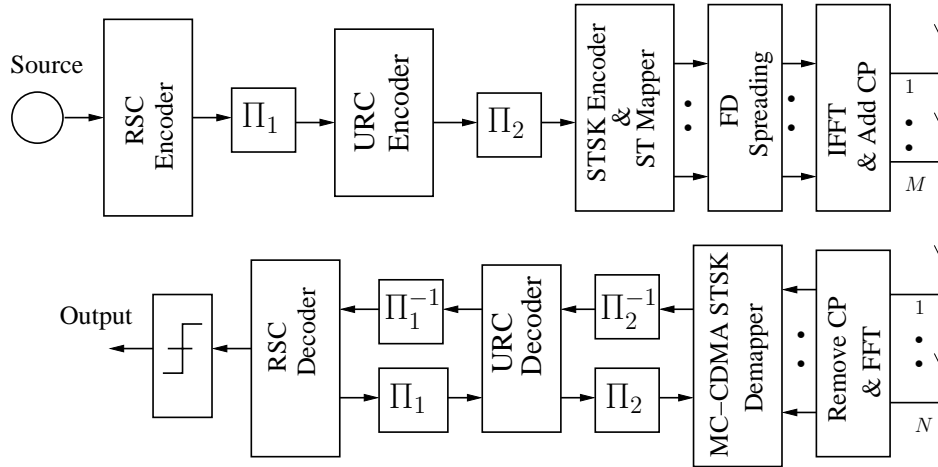 Source
RSC
Encoder
Π₁
URC
Encoder
Π₂
STSK Encoder
&
ST Mapper
FD
Spreading
IFFT
& Add CP
1
M
Output
RSC
Decoder
Π₁⁻¹
Π₁
URC
Decoder
Π₂⁻¹
Π₂
MC−CDMA STSK
Demapper
Remove CP
& FFT
1
N